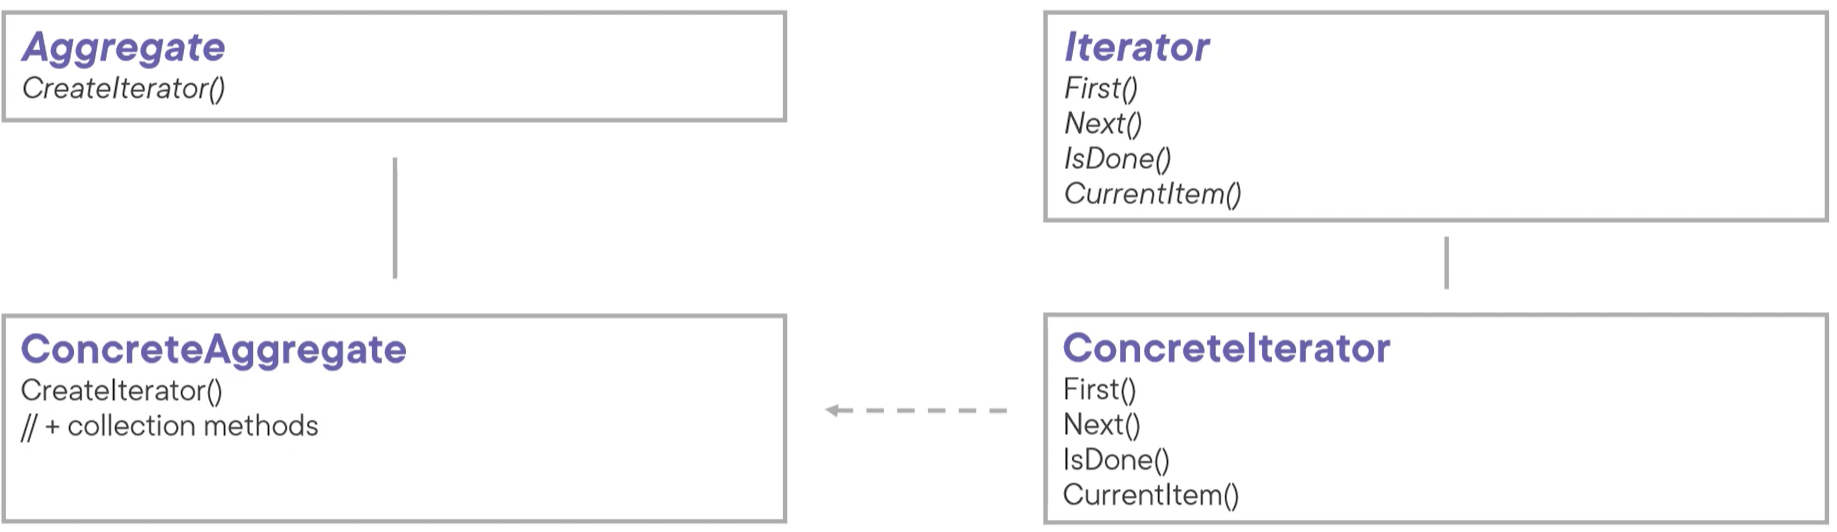 Aggregate
CreateIterator()
Iterator
First()
Next()
IsDone()
CurrentItem()
ConcreteAggregate
CreateIterator()
// + collection methods
ConcreteIterator
First()
Next()
IsDone()
CurrentItem()